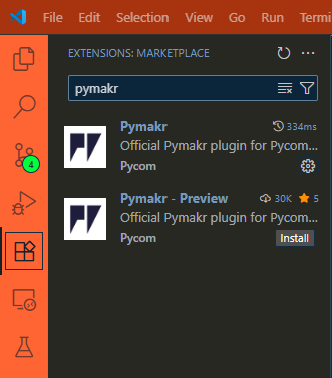 File Edit Selection View Go Run
EXTENSIONS: MARKETPLACE
pymakr
Pymakr 334ms
Official Pymakr plugin for Pycom...
Pycom
4
Pymakr - Preview 30K 5
Official Pymakr plugin for Pycom...
Pycom Install